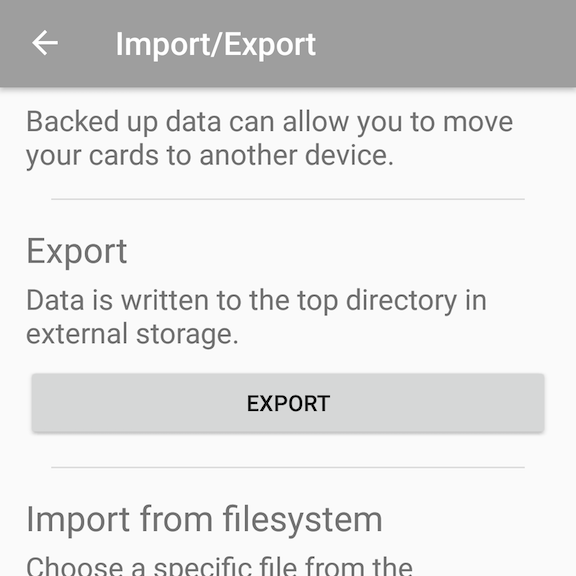 Import/Export
Backed up data can allow you to move
your cards to another device.
Export
Data is written to the top directory in
external storage.
EXPORT
Import from filesystem
Choose a specific file from the